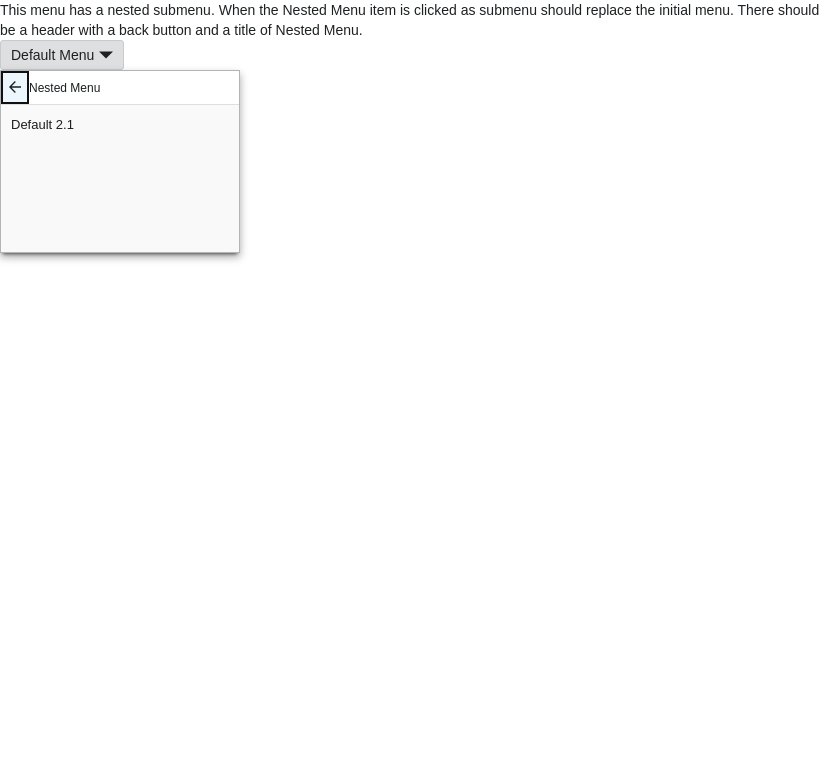 This menu has a nested submenu. When the Nested Menu item is clicked as submenu should replace the initial menu. There should
be a header with a back button and a title of Nested Menu.
Default Menu
Nested Menu
Default 2.1